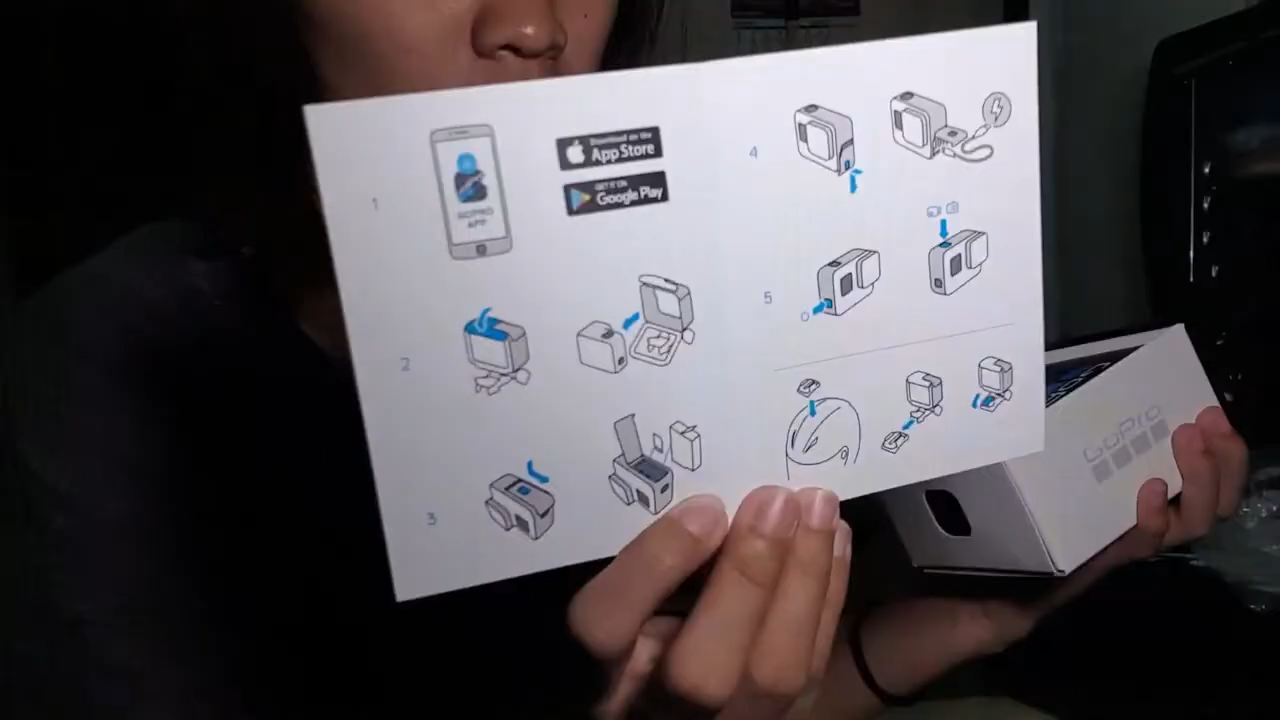 1
GOPRO
APP
Download on the
App Store
GET IT ON
Google Play
2
3
4
5
GoPro